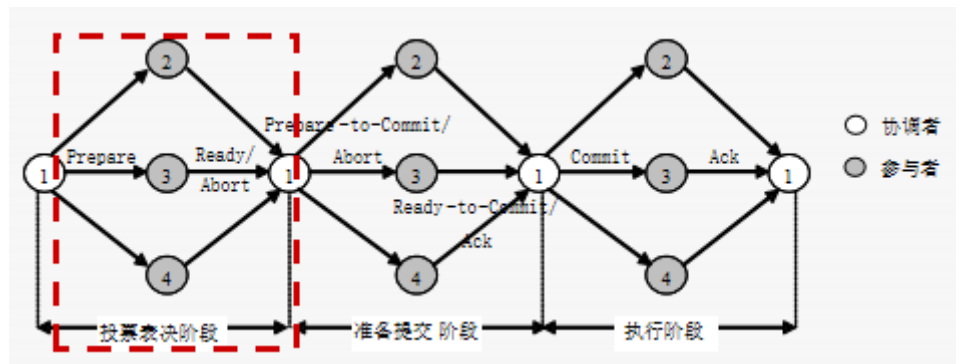 2
2
2
Prepare-to-Commit/
协调者
1
Prepare
3
Ready/
Abort
1
Abort
3
1
Commit
3
Ack
1
参与者
Ready-to-Commit/
Ack
4
4
4
投票表决阶段
准备提交 阶段
执行阶段